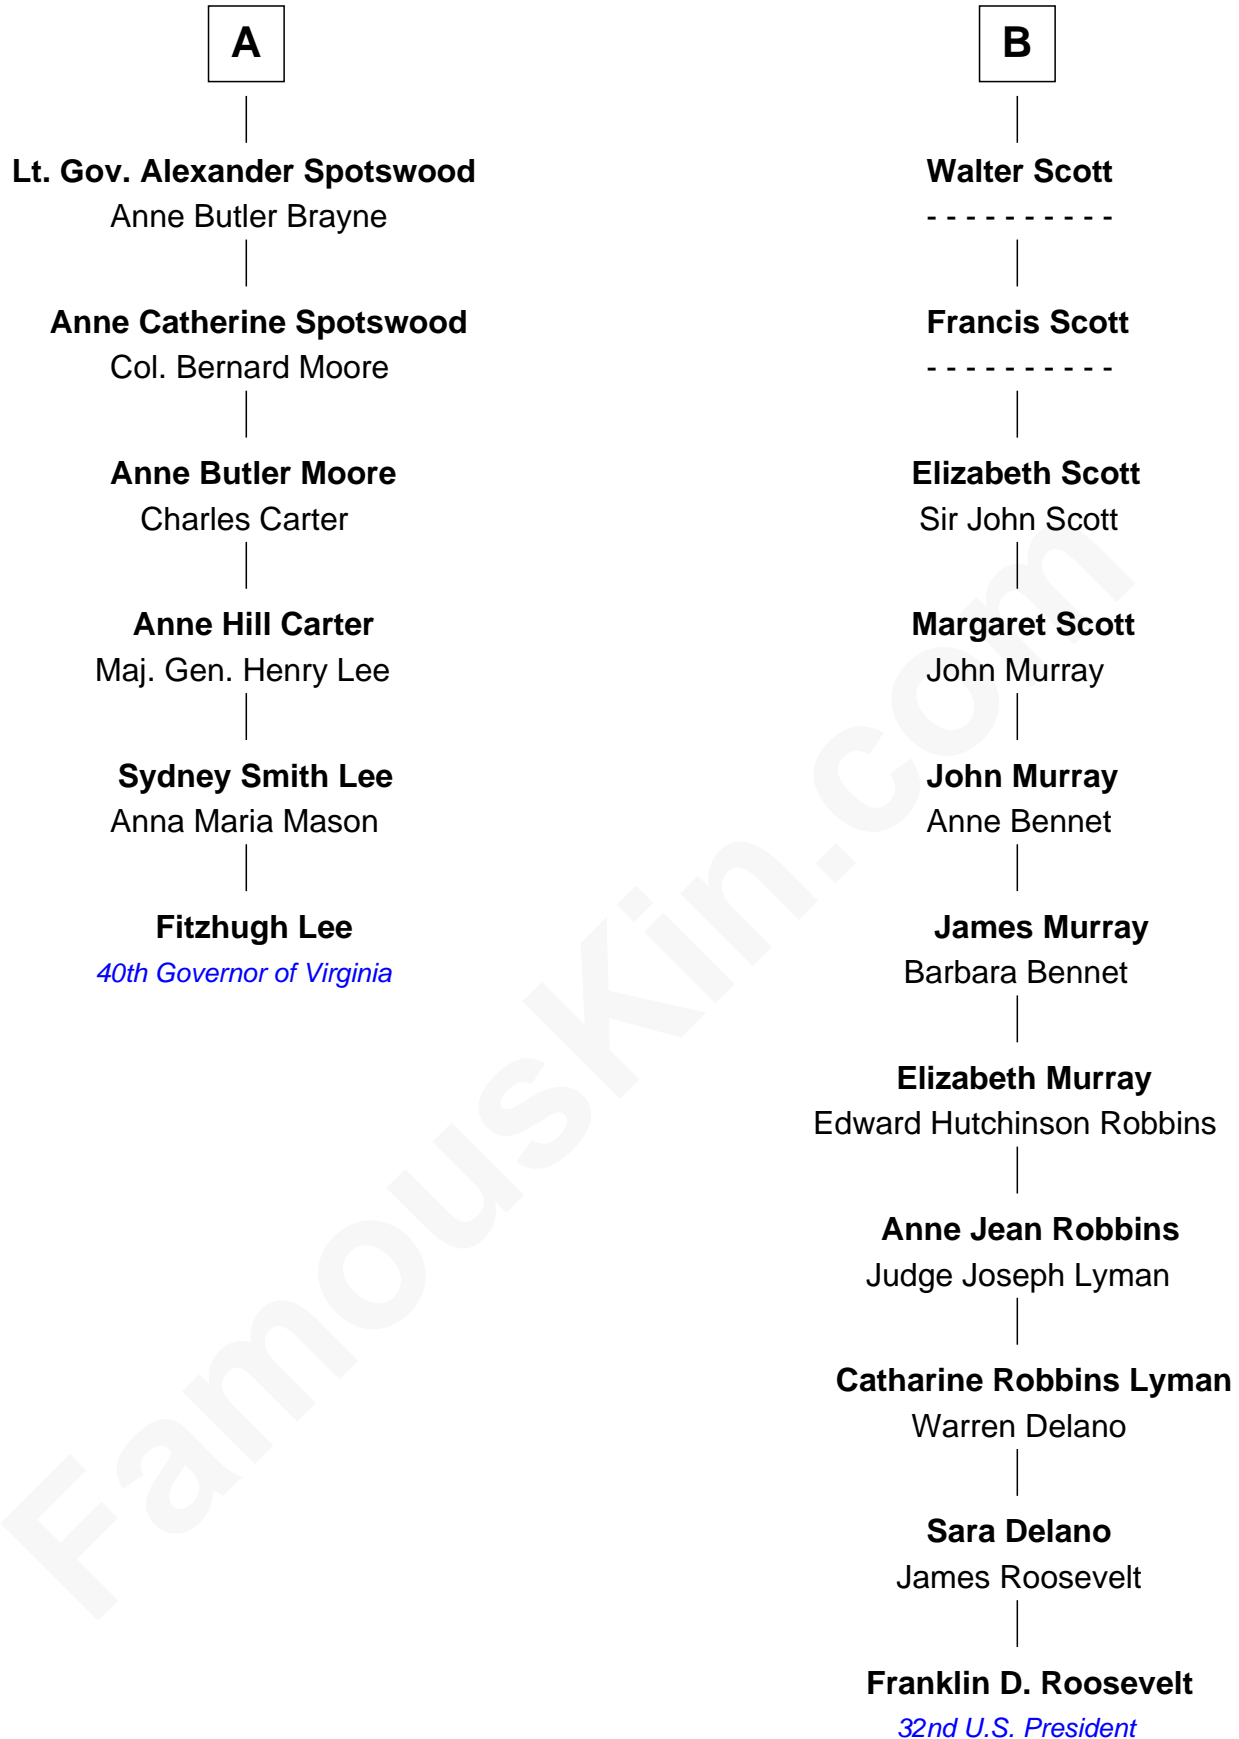 A
Lt. Gov. Alexander Spotswood
Anne Butler Brayne
Anne Catherine Spotswood
Col. Bernard Moore
Anne Butler Moore
Charles Carter
Anne Hill Carter
Maj. Gen. Henry Lee
Sydney Smith Lee
Anna Maria Mason
Fitzhugh Lee
40th Governor of Virginia
B
Walter Scott
- - - - - - - - - -
Francis Scott
- - - - - - - - - -
Elizabeth Scott
Sir John Scott
Margaret Scott
John Murray
John Murray
Anne Bennet
James Murray
Barbara Bennet
Elizabeth Murray
Edward Hutchinson Robbins
Anne Jean Robbins
Judge Joseph Lyman
Catharine Robbins Lyman
Warren Delano
Sara Delano
James Roosevelt
Franklin D. Roosevelt
32nd U.S. President
FamousKin.com